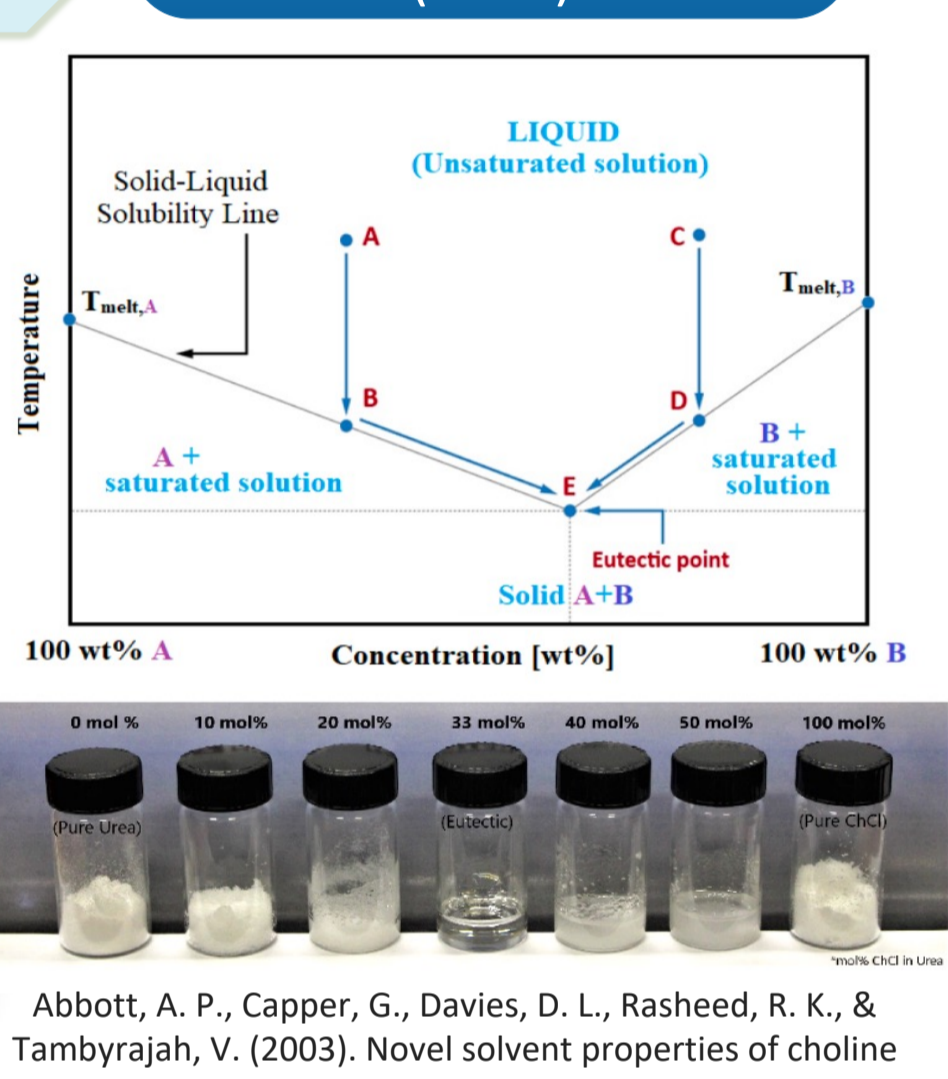 LIQUID
(Unsaturated solution)
Solid-Liquid
Solubility Line
A
C
Tmelt,A
Tmelt,B
Temperature
B
D
A +
saturated solution
B +
saturated
solution
E
Eutectic point
Solid A+B
100 wt% A
Concentration [wt%]
100 wt% B
0 mol % 10 mol% 20 mol% 33 mol% 40 mol% 50 mol% 100 mol%
(Pure Urea) (Eutectic) (Pure ChCl)
*mol% ChCl in Urea
Abbott, A. P., Capper, G., Davies, D. L., Rasheed, R. K., &
Tambyrajah, V. (2003). Novel solvent properties of choline